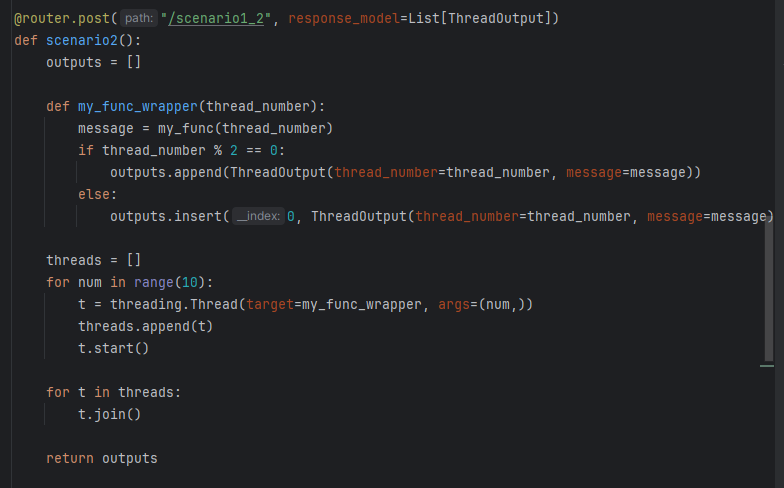 @router.post(path: "/scenario1_2", response_model=List[ThreadOutput])
def scenario2():
    outputs = []

    def my_func_wrapper(thread_number):
        message = my_func(thread_number)
        if thread_number % 2 == 0:
            outputs.append(ThreadOutput(thread_number=thread_number, message=message))
        else:
            outputs.insert(__index: 0, ThreadOutput(thread_number=thread_number, message=message)

    threads = []
    for num in range(10):
        t = threading.Thread(target=my_func_wrapper, args=(num,))
        threads.append(t)
        t.start()

    for t in threads:
        t.join()

    return outputs